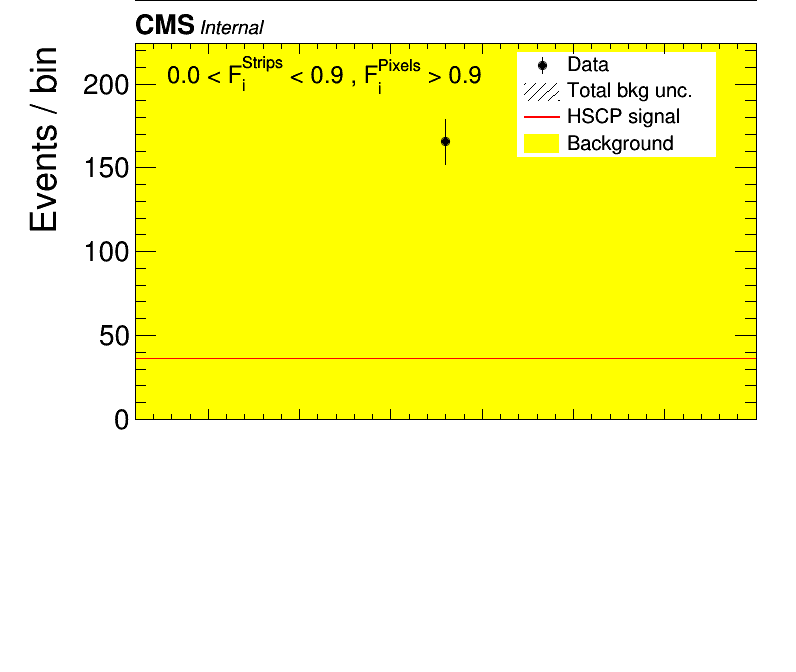 CMS Internal
Events / bin
0.0 < F_i^Strips < 0.9 , F_i^Pixels > 0.9
Data
Total bkg unc.
HSCP signal
Background
200
150
100
50
0